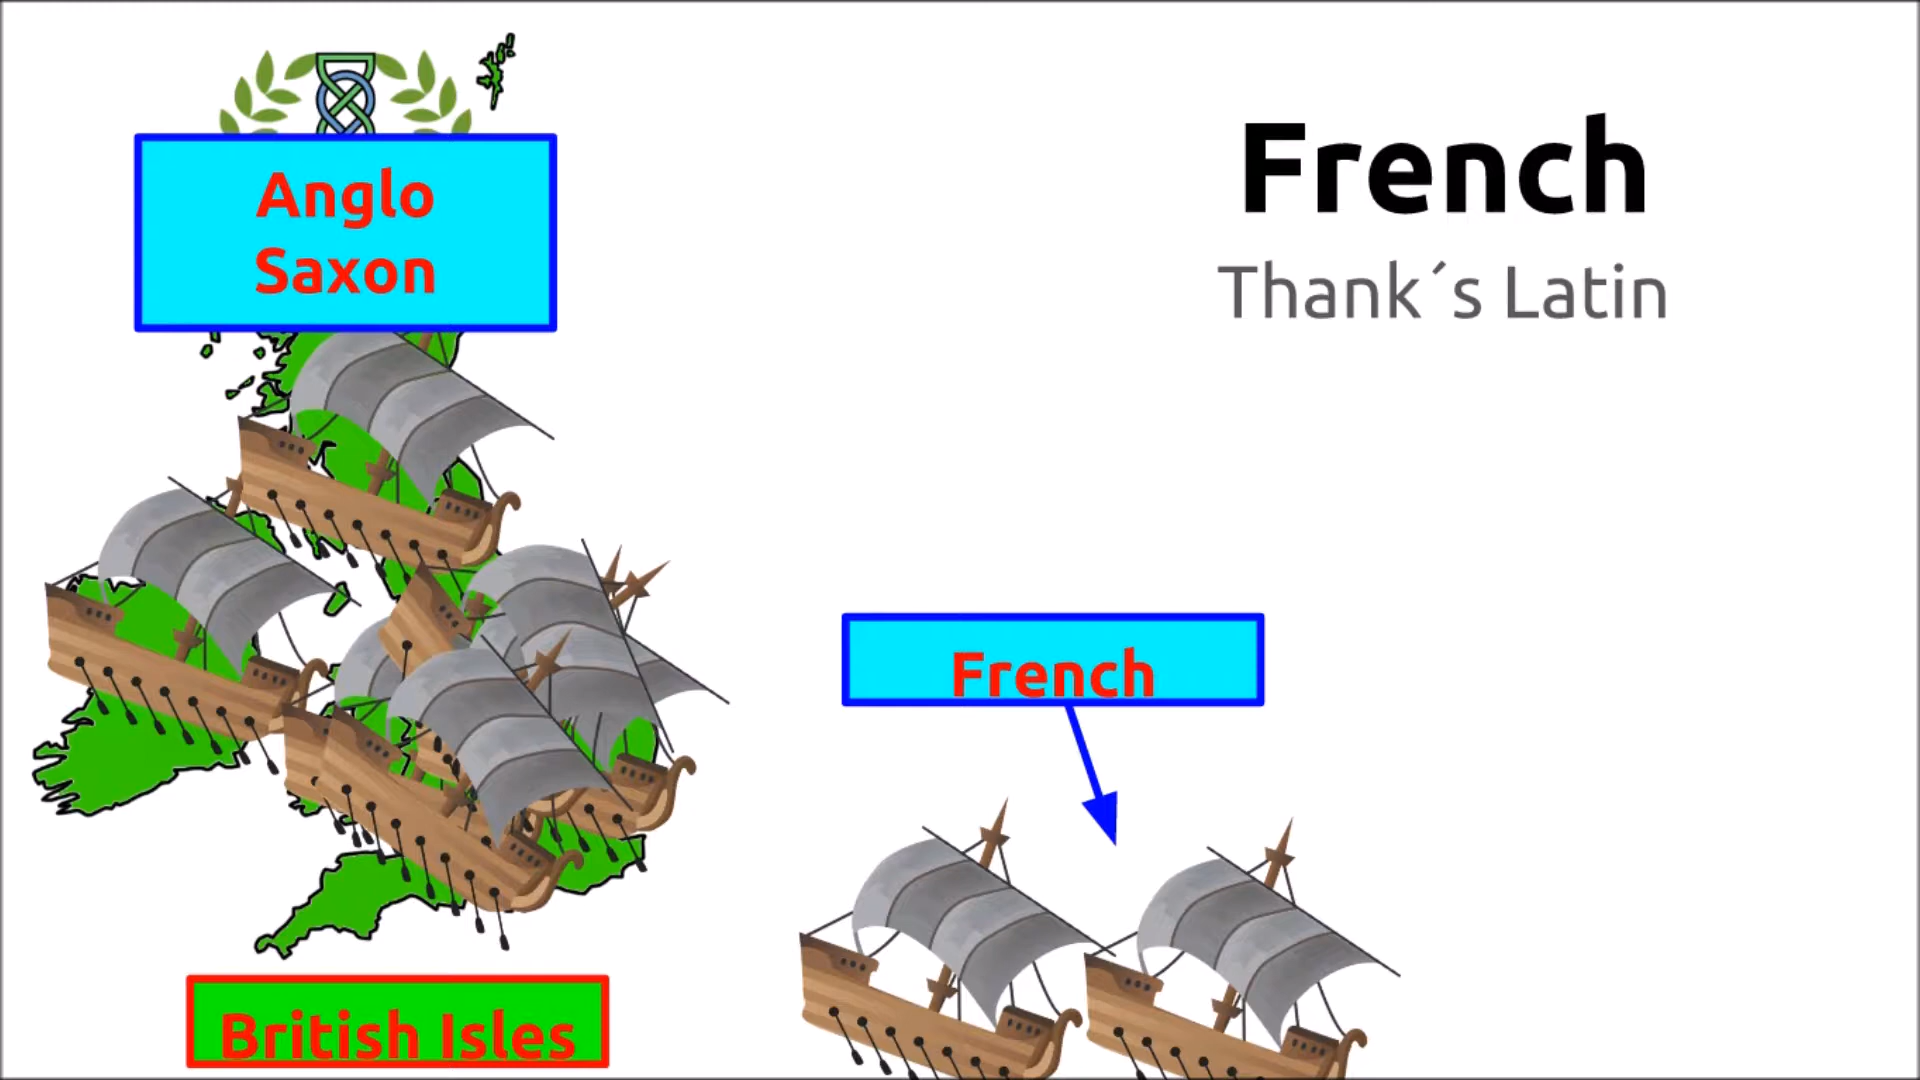 Anglo
Saxon
French
Thank´s Latin
French
British Isles